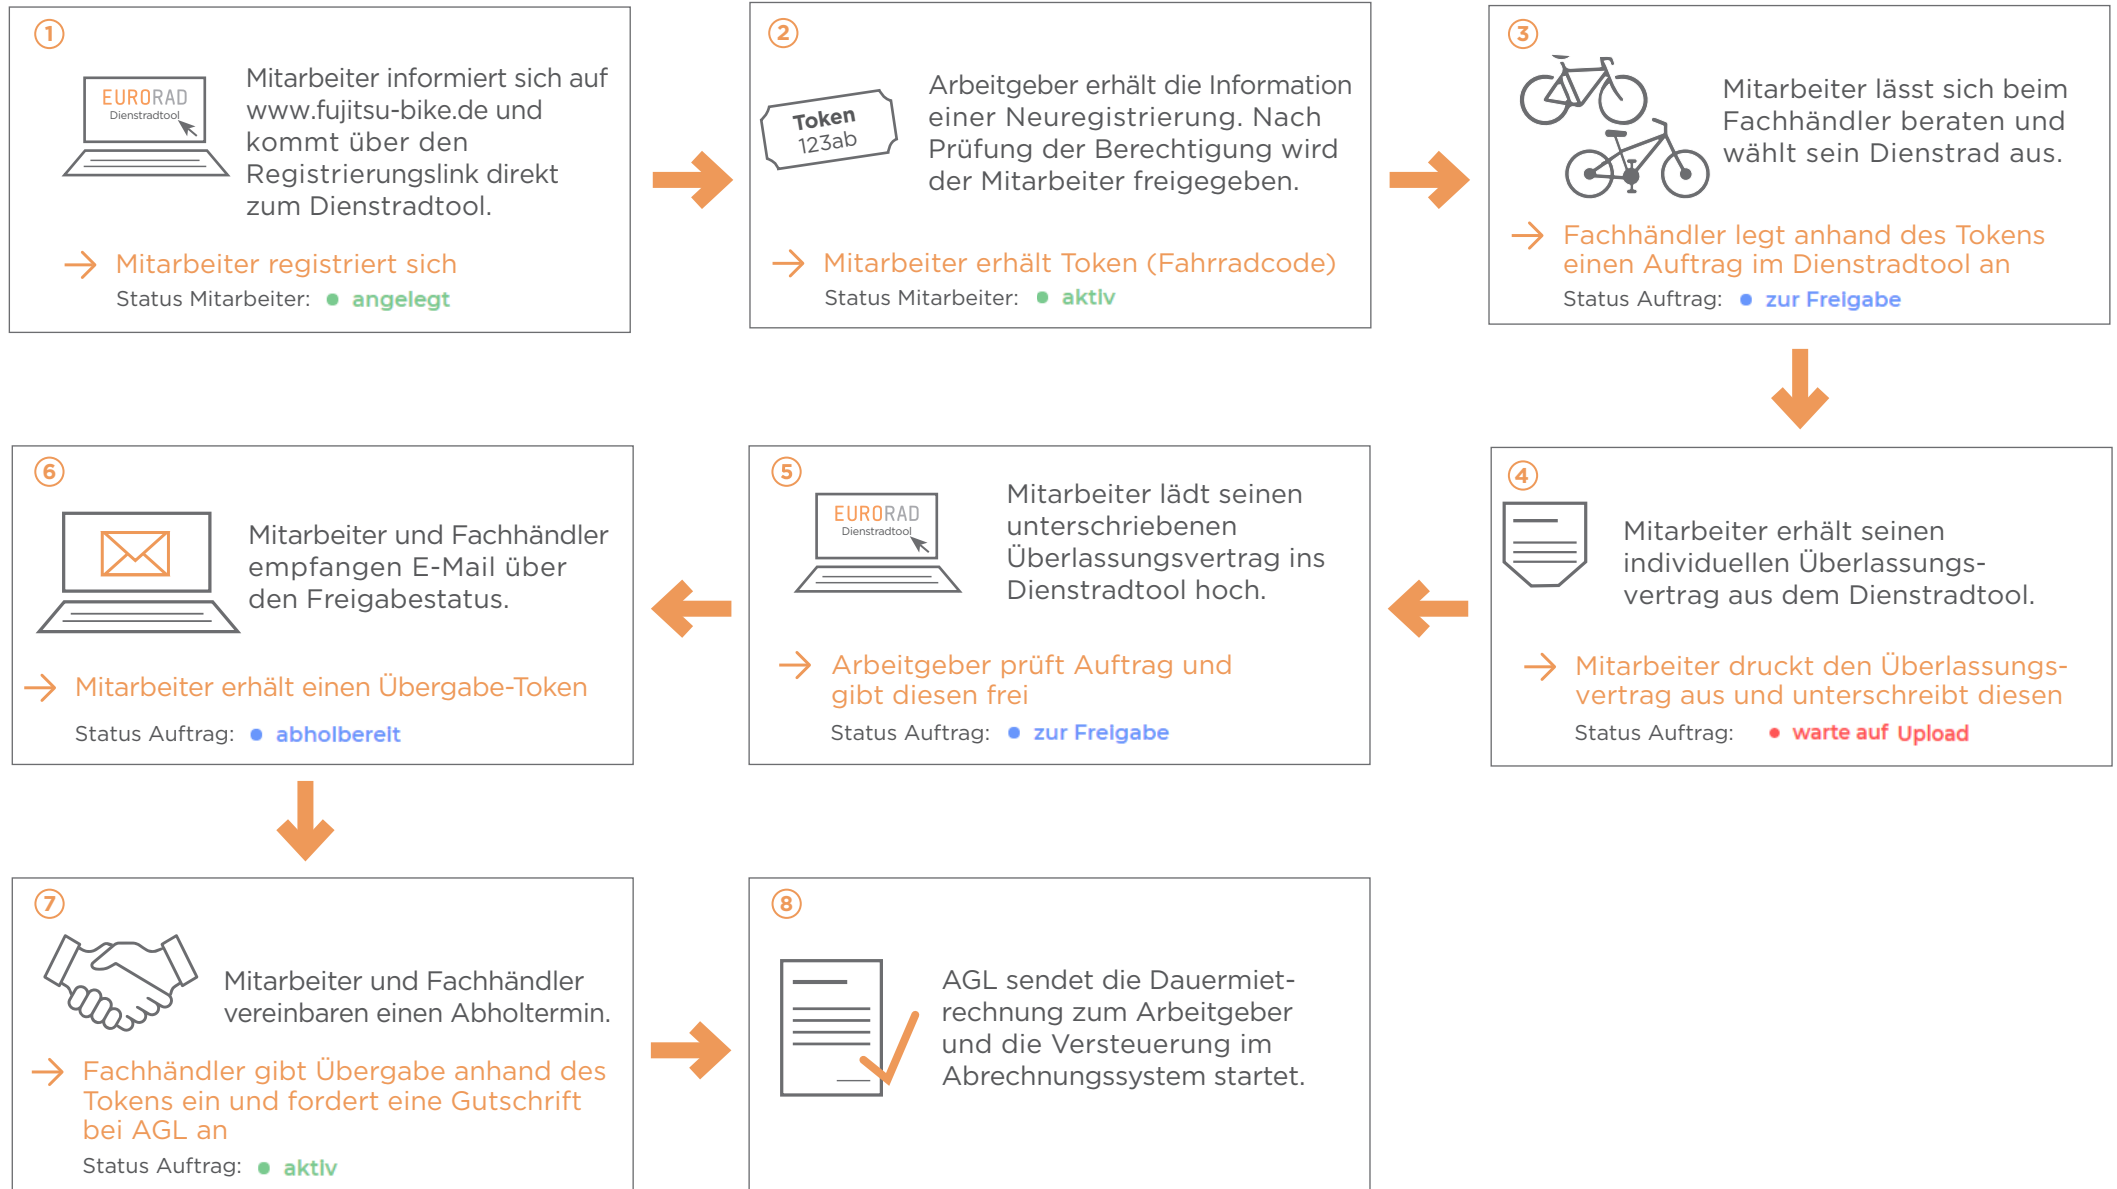 1
EURORAD
Dienstradtool
Mitarbeiter informiert sich auf
www.fujitsu-bike.de und
kommt über den
Registrierungslink direkt
zum Dienstradtool.
Mitarbeiter registriert sich
Status Mitarbeiter: angelegt
2
Token
123ab
Arbeitgeber erhält die Information
einer Neuregistrierung. Nach
Prüfung der Berechtigung wird
der Mitarbeiter freigegeben.
Mitarbeiter erhält Token (Fahrradcode)
Status Mitarbeiter: aktiv
3
Mitarbeiter lässt sich beim
Fachhändler beraten und
wählt sein Dienstrad aus.
Fachhändler legt anhand des Tokens
einen Auftrag im Dienstradtool an
Status Auftrag: zur Freigabe
4
Mitarbeiter erhält seinen
individuellen Überlassungs-
vertrag aus dem Dienstradtool.
Mitarbeiter druckt den Überlassungs-
vertrag aus und unterschreibt diesen
Status Auftrag: warte auf Upload
5
EURORAD
Dienstradtool
Mitarbeiter lädt seinen
unterschriebenen
Überlassungsvertrag ins
Dienstradtool hoch.
Arbeitgeber prüft Auftrag und
gibt diesen frei
Status Auftrag: zur Freigabe
6
Mitarbeiter und Fachhändler
empfangen E-Mail über
den Freigabestatus.
Mitarbeiter erhält einen Übergabe-Token
Status Auftrag: abholbereit
7
Mitarbeiter und Fachhändler
vereinbaren einen Abholtermin.
Fachhändler gibt Übergabe anhand des
Tokens ein und fordert eine Gutschrift
bei AGL an
Status Auftrag: aktiv
8
AGL sendet die Dauermiet-
rechnung zum Arbeitgeber
und die Versteuerung im
Abrechnungssystem startet.